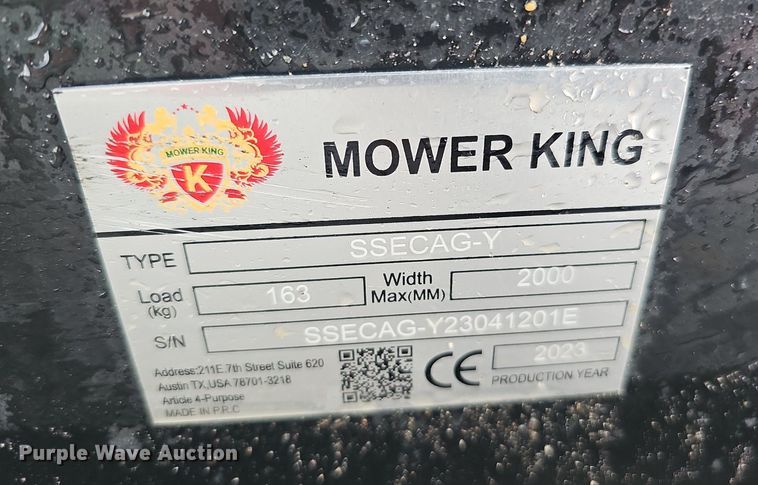 MOWER KING
K
MOWER KING
TYPE SSECAG-Y
Load (kg) 163 Width Max(MM) 2000
S/N SSECAG-Y23041201E
Address:211E.7th Street Suite 620
Austin TX,USA 78701-3218
Article 4-Purpose
MADE IN P.R.C
CE
2023
PRODUCTION YEAR
Purple Wave Auction